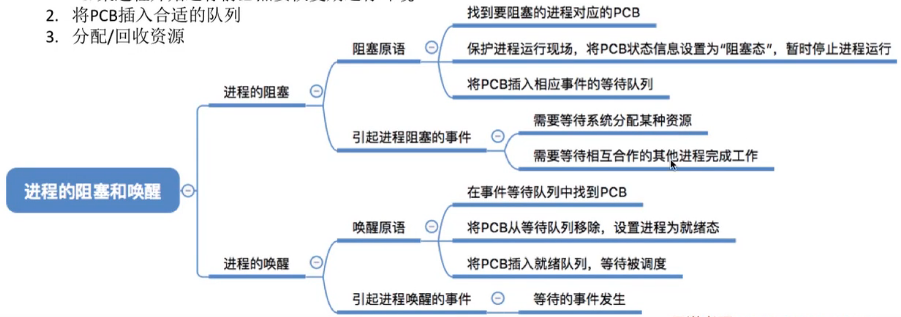 2. 将PCB插入合适的队列
3. 分配/回收资源
进程的阻塞和唤醒
进程的阻塞
阻塞原语
找到要阻塞的进程对应的PCB
保护进程运行现场，将PCB状态信息设置为“阻塞态”，暂时停止进程运行
将PCB插入相应事件的等待队列
引起进程阻塞的事件
需要等待系统分配某种资源
需要等待相互合作的其他进程完成工作
进程的唤醒
唤醒原语
在事件等待队列中找到PCB
将PCB从等待队列移除，设置进程为就绪态
将PCB插入就绪队列，等待被调度
引起进程唤醒的事件
等待的事件发生